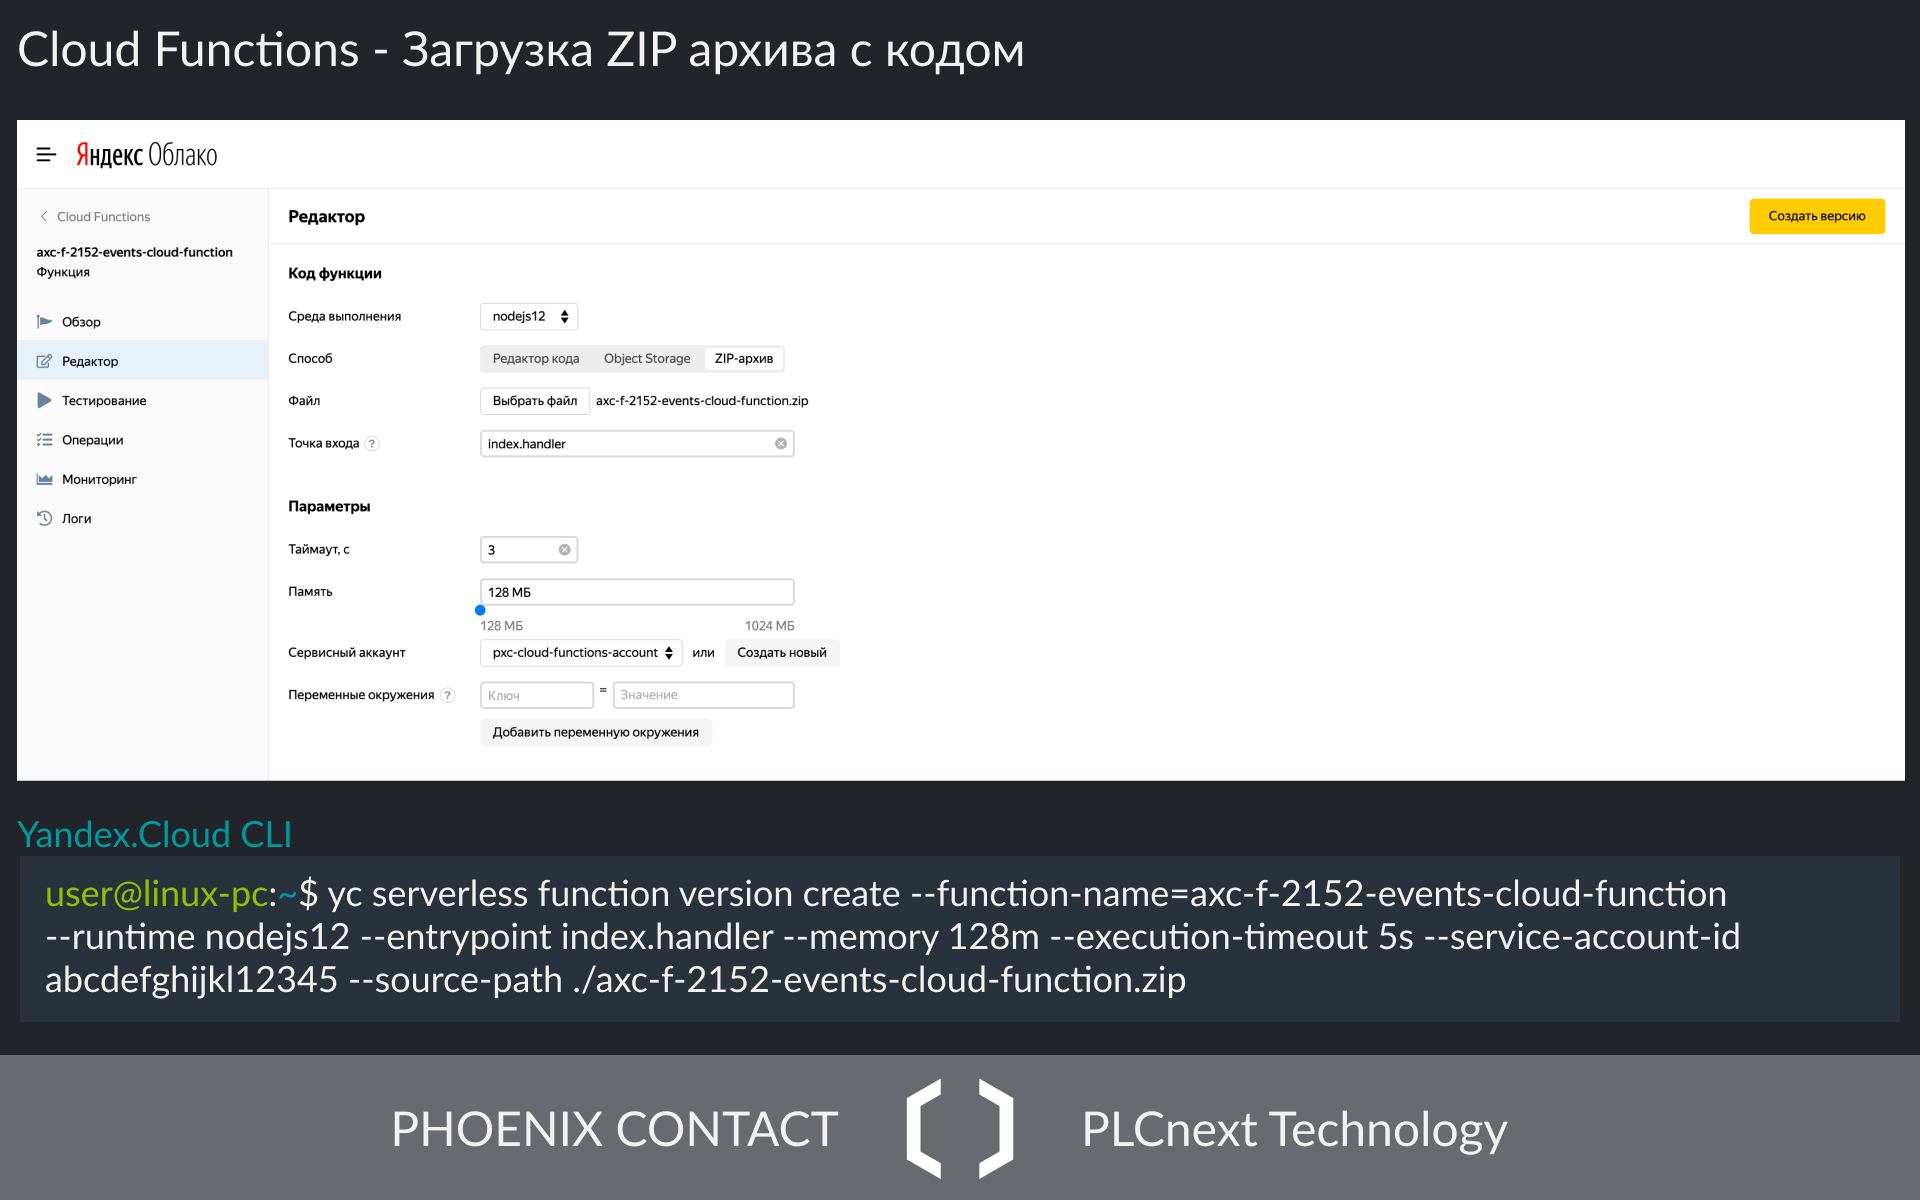 Cloud Functions - Загрузка ZIP архива с кодом
Яндекс Облако
Cloud Functions
axc-f-2152-events-cloud-function
Функция
Обзор
Редактор
Тестирование
Операции
Мониторинг
Логи
Редактор
Создать версию
Код функции
Среда выполнения nodejs12
Способ Редактор кода Object Storage ZIP-архив
Файл Выбрать файл axc-f-2152-events-cloud-function.zip
Точка входа ? index.handler
Параметры
Таймаут, с 3
Память 128 МБ
128 МБ 1024 МБ
Сервисный аккаунт pxc-cloud-functions-account или Создать новый
Переменные окружения ? Ключ = Значение
Добавить переменную окружения
Yandex.Cloud CLI
user@linux-pc:~$ yc serverless function version create --function-name=axc-f-2152-events-cloud-function
--runtime nodejs12 --entrypoint index.handler --memory 128m --execution-timeout 5s --service-account-id
abcdefghijkl12345 --source-path ./axc-f-2152-events-cloud-function.zip
PHOENIX CONTACT PLCnext Technology